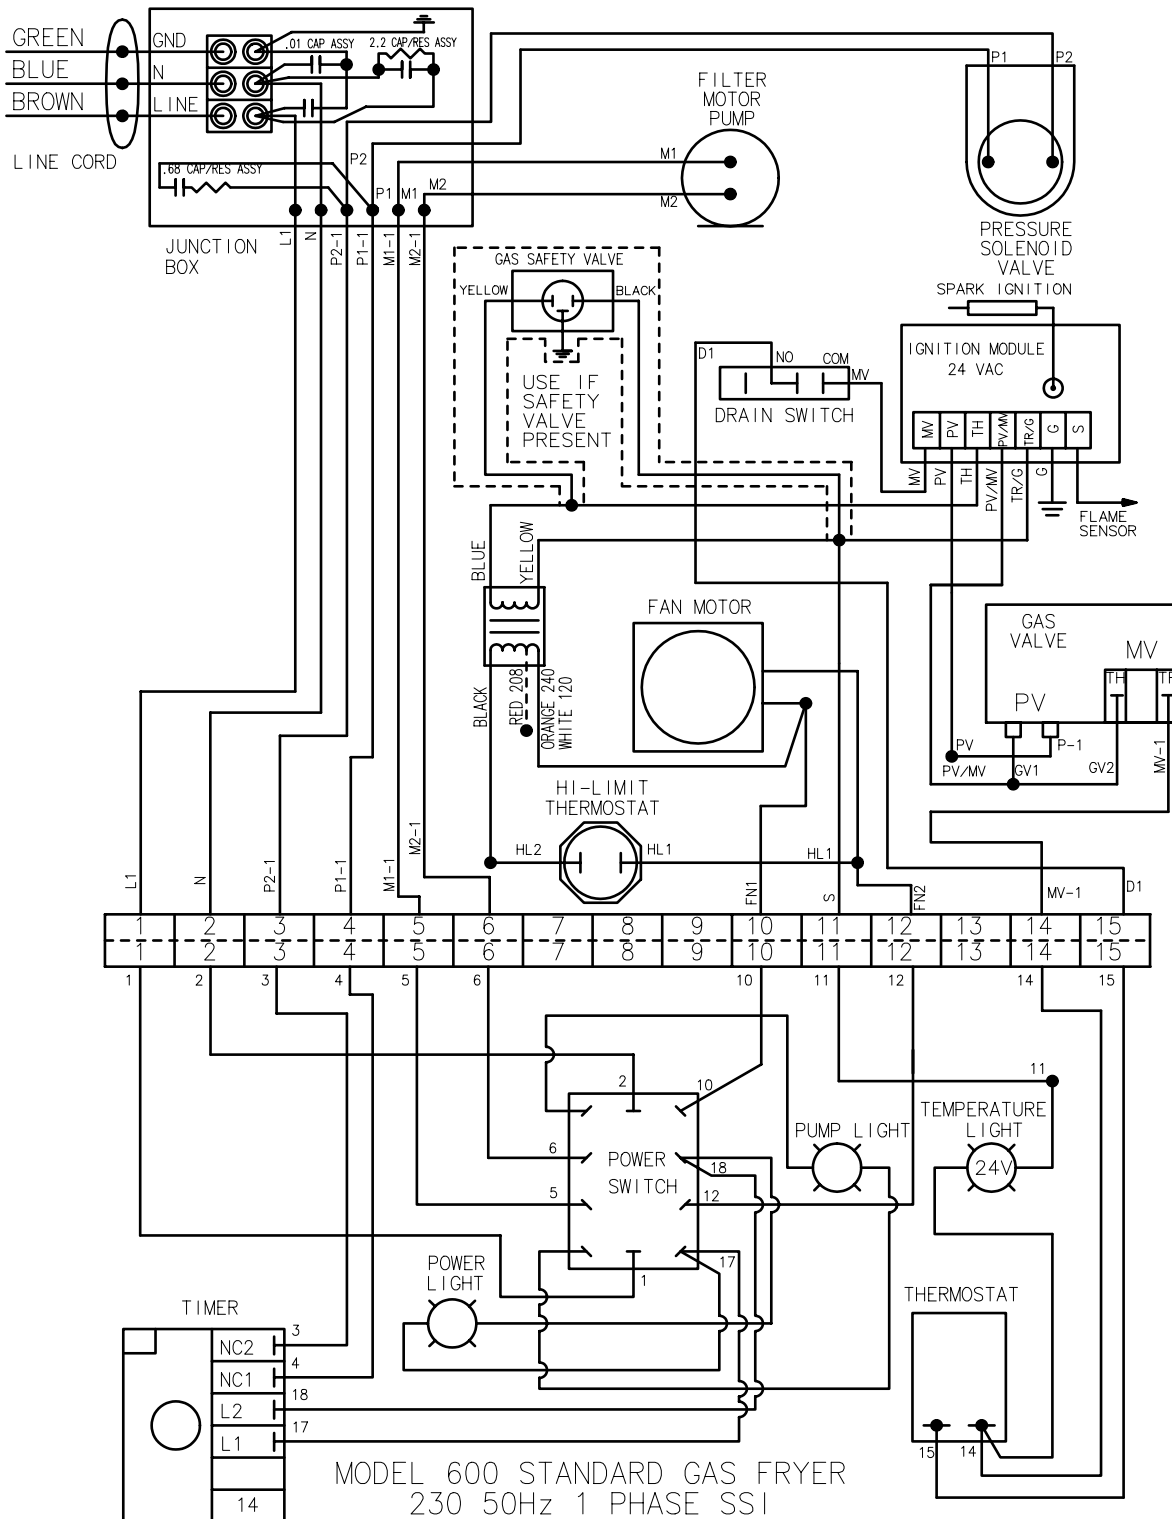 GREEN
GND
BLUE
N
BROWN
LINE
LINE CORD
.01 CAP ASSY
2.2 CAP/RES ASSY
.68 CAP/RES ASSY
P2
P1
M1
M2
JUNCTION
BOX
L1
N
P2-1
P1-1
M1-1
M2-1
FILTER
MOTOR
PUMP
M1
M2
P1
P2
PRESSURE
SOLENOID
VALVE
GAS SAFETY VALVE
YELLOW
BLACK
USE IF
SAFETY
VALVE
PRESENT
D1
NO
COM
MV
DRAIN SWITCH
SPARK IGNITION
IGNITION MODULE
24 VAC
MV
PV
TH
PV/MV
TR/G
G
S
MV
PV
TH
PV/MV
TR/G
G
FLAME
SENSOR
BLUE
YELLOW
BLACK
RED 208
ORANGE 240
WHITE 120
FAN MOTOR
GAS
VALVE
MV
TH
PV
PV
P-1
PV/MV
GV1
GV2
MV-1
HI-LIMIT
THERMOSTAT
HL2
HL1
HL1
L1
N
P2-1
P1-1
M1-1
M2-1
FN1
S
FN2
MV-1
D1
1 2 3 4 5 6 7 8 9 10 11 12 13 14 15
1 2 3 4 5 6 7 8 9 10 11 12 13 14 15
1 2 3 4 5 6 10 11 12 14 15
2
10
6
18
5
12
1
17
POWER
SWITCH
PUMP LIGHT
11
TEMPERATURE
LIGHT
24V
POWER
LIGHT
THERMOSTAT
15
14
TIMER
NC2
3
NC1
4
L2
18
L1
17
14
MODEL 600 STANDARD GAS FRYER
230 50Hz 1 PHASE SSI